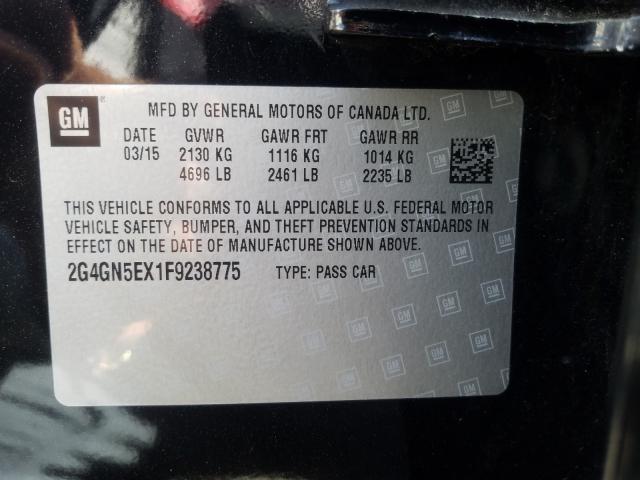 GM
MFD BY GENERAL MOTORS OF CANADA LTD.
DATE GVWR GAWR FRT GAWR RR
03/15 2130 KG 1116 KG 1014 KG
4696 LB 2461 LB 2235 LB
THIS VEHICLE CONFORMS TO ALL APPLICABLE U.S. FEDERAL MOTOR
VEHICLE SAFETY, BUMPER, AND THEFT PREVENTION STANDARDS IN
EFFECT ON THE DATE OF MANUFACTURE SHOWN ABOVE.
2G4GN5EX1F9238775 TYPE: PASS CAR